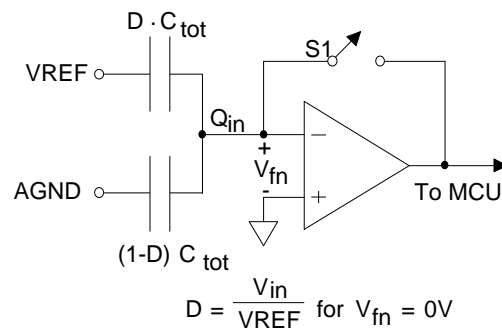 D · C tot
VREF
S1
Q in
+
V fn
-
−
+
AGND
To MCU
(1-D) C tot
D = V in / VREF for V fn = 0V